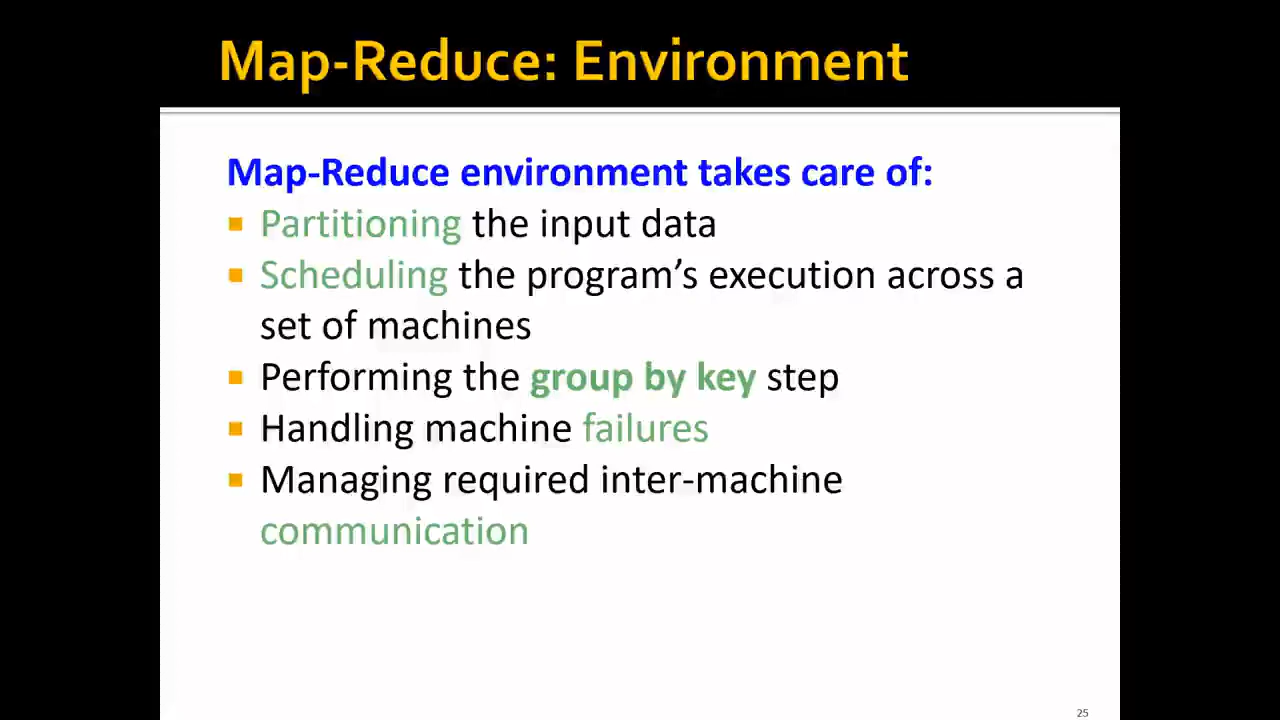 Map-Reduce: Environment
Map-Reduce environment takes care of:
Partitioning the input data
Scheduling the program’s execution across a
set of machines
Performing the group by key step
Handling machine failures
Managing required inter-machine
communication
25